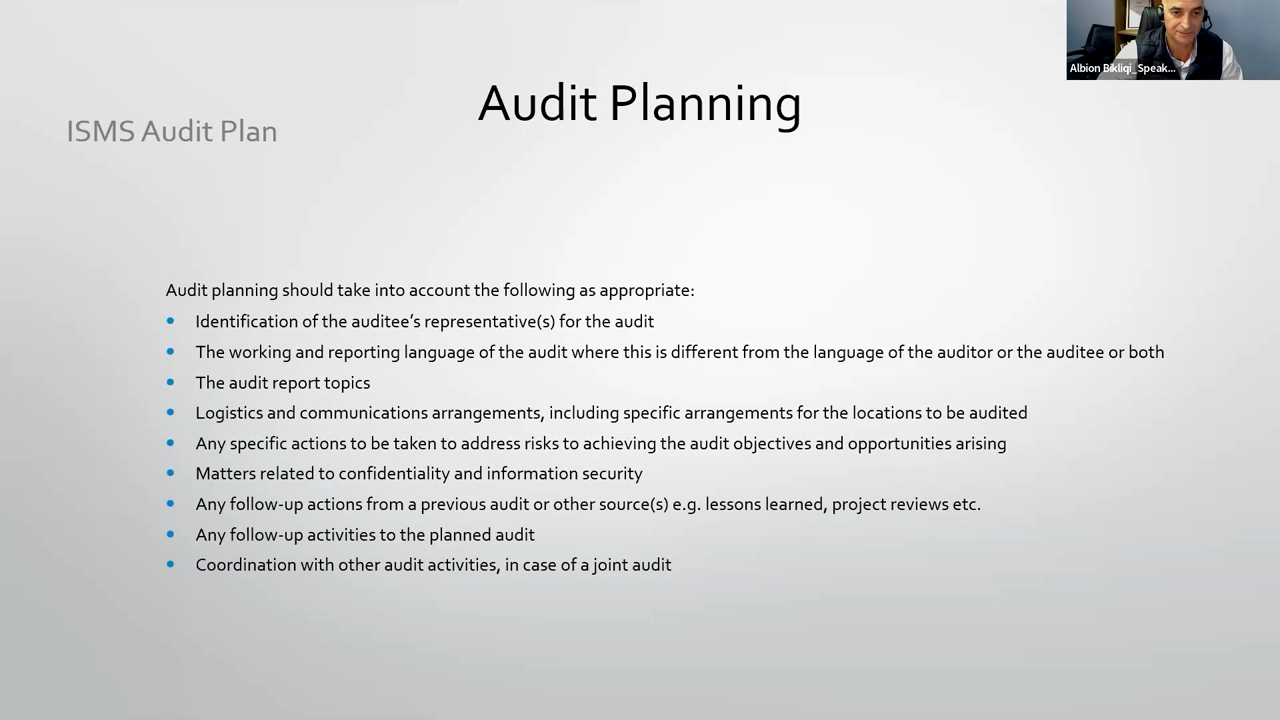 Albion Bikliqi_Speak...
Audit Planning
ISMS Audit Plan
Audit planning should take into account the following as appropriate:
• Identification of the auditee’s representative(s) for the audit
• The working and reporting language of the audit where this is different from the language of the auditor or the auditee or both
• The audit report topics
• Logistics and communications arrangements, including specific arrangements for the locations to be audited
• Any specific actions to be taken to address risks to achieving the audit objectives and opportunities arising
• Matters related to confidentiality and information security
• Any follow-up actions from a previous audit or other source(s) e.g. lessons learned, project reviews etc.
• Any follow-up activities to the planned audit
• Coordination with other audit activities, in case of a joint audit